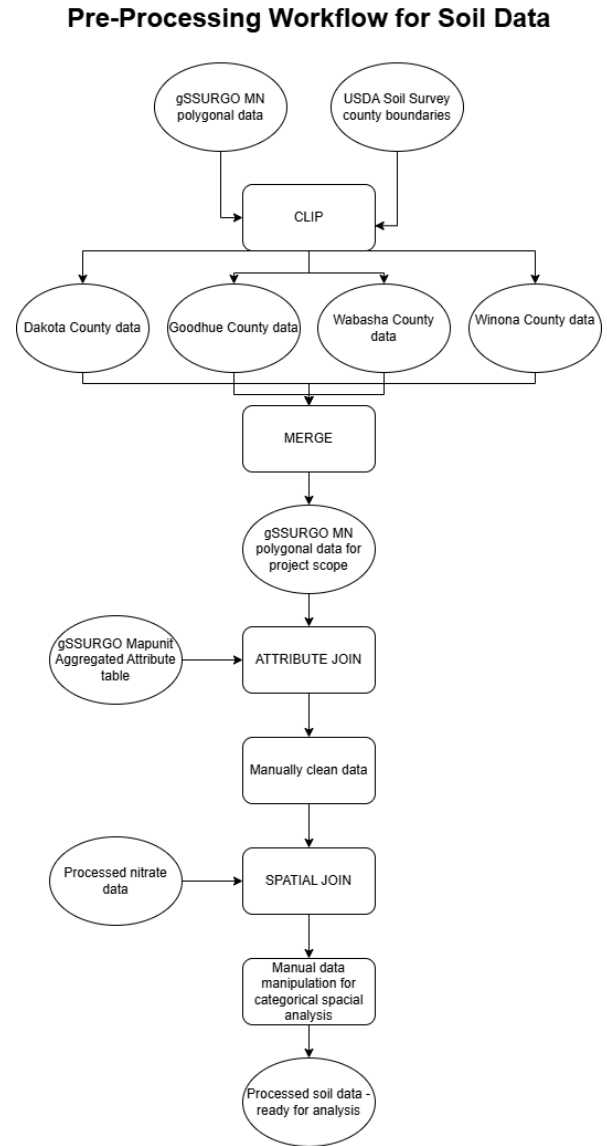 Pre-Processing Workflow for Soil Data
gSSURGO MN
polygonal data
USDA Soil Survey
county boundaries
CLIP
Dakota County data
Goodhue County data
Wabasha County
data
Winona County data
MERGE
gSSURGO MN
polygonal data for
project scope
gSSURGO Mapunit
Aggregated Attribute
table
ATTRIBUTE JOIN
Manually clean data
Processed nitrate
data
SPATIAL JOIN
Manual data
manipulation for
categorical spacial
analysis
Processed soil data -
ready for analysis